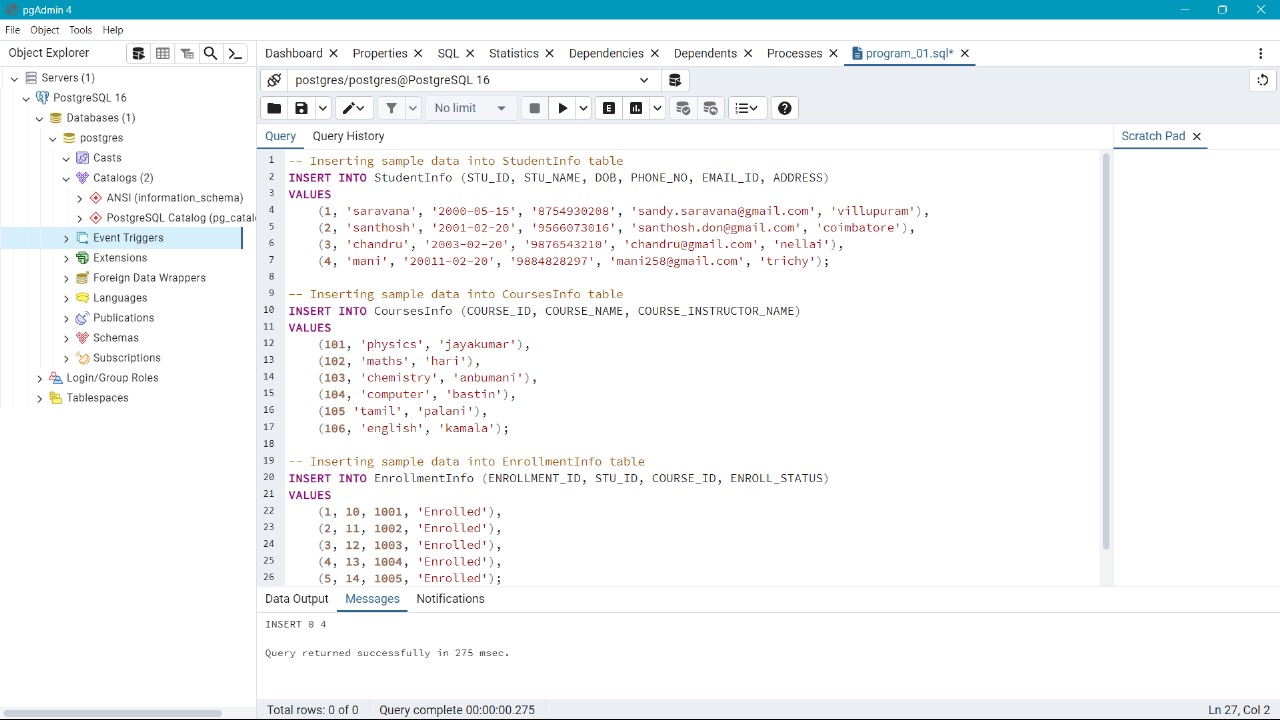 pgAdmin 4
File Object Tools Help
Object Explorer
Dashboard Properties SQL Statistics Dependencies Dependents Processes program_01.sql*
Servers (1)
PostgreSQL 16
Databases (1)
postgres
Casts
Catalogs (2)
ANSI (information_schema)
PostgreSQL Catalog (pg_catal
Event Triggers
Extensions
Foreign Data Wrappers
Languages
Publications
Schemas
Subscriptions
Login/Group Roles
Tablespaces
postgres/postgres@PostgreSQL 16
No limit
E
Query Query History
Scratch Pad
1 -- Inserting sample data into StudentInfo table
2 INSERT INTO StudentInfo (STU_ID, STU_NAME, DOB, PHONE_NO, EMAIL_ID, ADDRESS)
3 VALUES
4 (1, 'saravana', '2000-05-15', '8754930208', 'sandy.saravana@gmail.com', 'villupuram'),
5 (2, 'santhosh', '2001-02-20', '9566073016', 'santhosh.don@gmail.com', 'coimbatore'),
6 (3, 'chandru', '2003-02-20', '9876543210', 'chandru@gmail.com', 'nellai'),
7 (4, 'mani', '20011-02-20', '9884828297', 'mani258@gmail.com', 'trichy');
8
9 -- Inserting sample data into CoursesInfo table
10 INSERT INTO CoursesInfo (COURSE_ID, COURSE_NAME, COURSE_INSTRUCTOR_NAME)
11 VALUES
12 (101, 'physics', 'jayakumar'),
13 (102, 'maths', 'hari'),
14 (103, 'chemistry', 'anbumani'),
15 (104, 'computer', 'bastin'),
16 (105 'tamil', 'palani'),
17 (106, 'english', 'kamala');
18
19 -- Inserting sample data into EnrollmentInfo table
20 INSERT INTO EnrollmentInfo (ENROLLMENT_ID, STU_ID, COURSE_ID, ENROLL_STATUS)
21 VALUES
22 (1, 10, 1001, 'Enrolled'),
23 (2, 11, 1002, 'Enrolled'),
24 (3, 12, 1003, 'Enrolled'),
25 (4, 13, 1004, 'Enrolled'),
26 (5, 14, 1005, 'Enrolled');
Data Output Messages Notifications
INSERT 0 4
Query returned successfully in 275 msec.
Total rows: 0 of 0 Query complete 00:00:00.275 Ln 27, Col 2